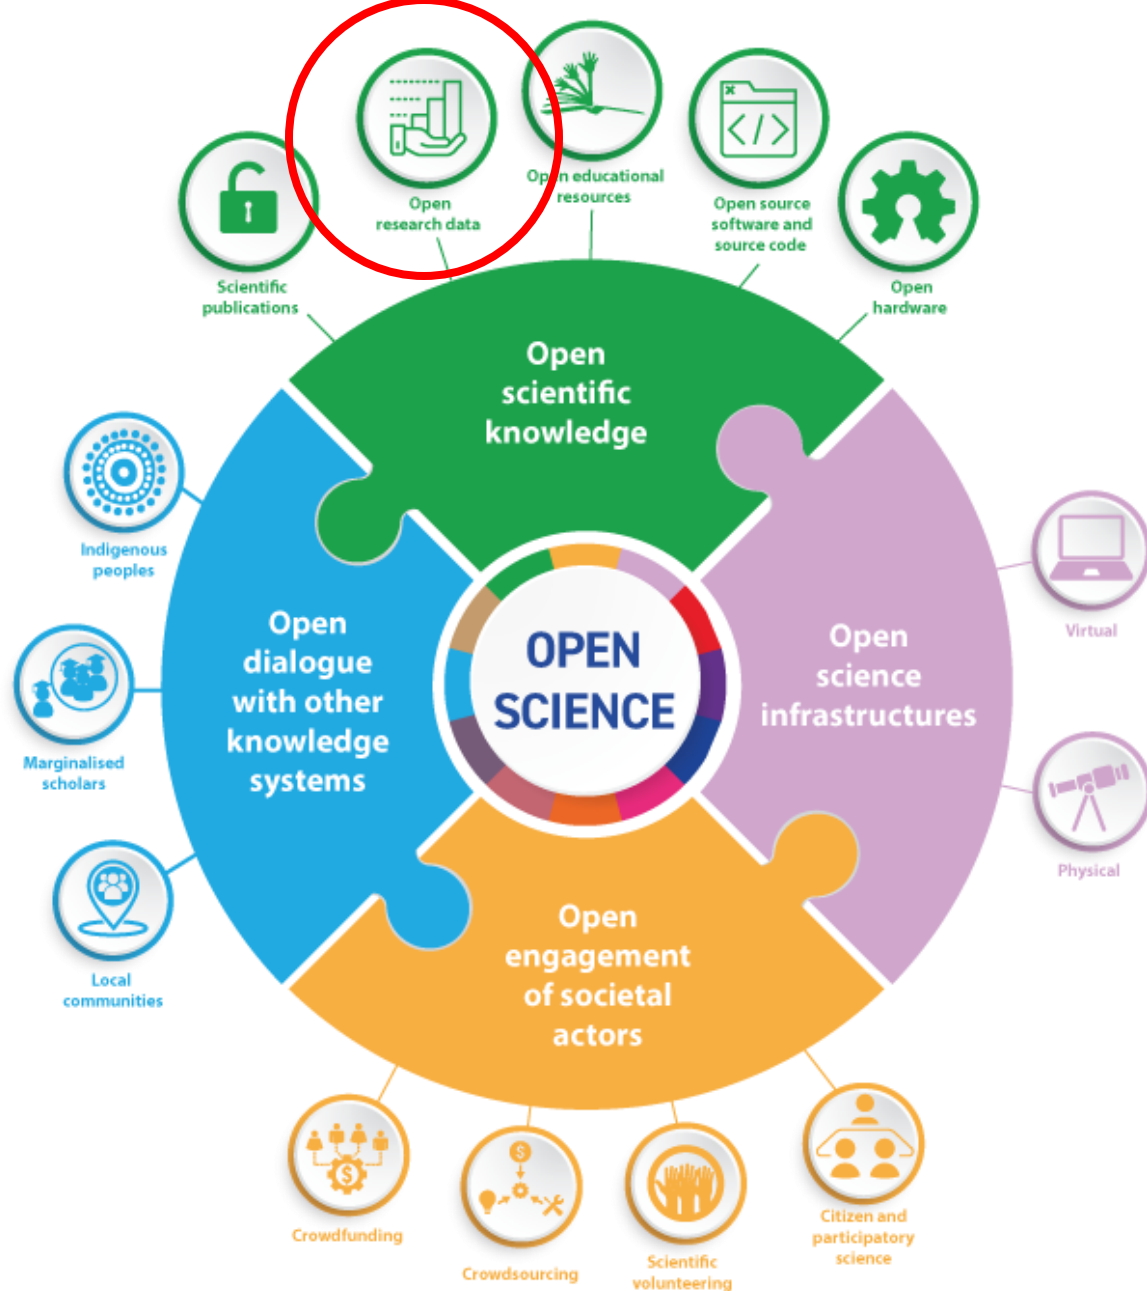 Open educational
resources
Open
research data
Open source
software and
source code
Scientific
publications
Open
hardware
Open
scientific
knowledge
Indigenous
peoples
Marginalised
scholars
Local
communities
Open
dialogue
with other
knowledge
systems
OPEN
SCIENCE
Open
science
infrastructures
Virtual
Physical
Open
engagement
of societal
actors
Crowdfunding
Crowdsourcing
Scientific
volunteering
Citizen and
participatory
science